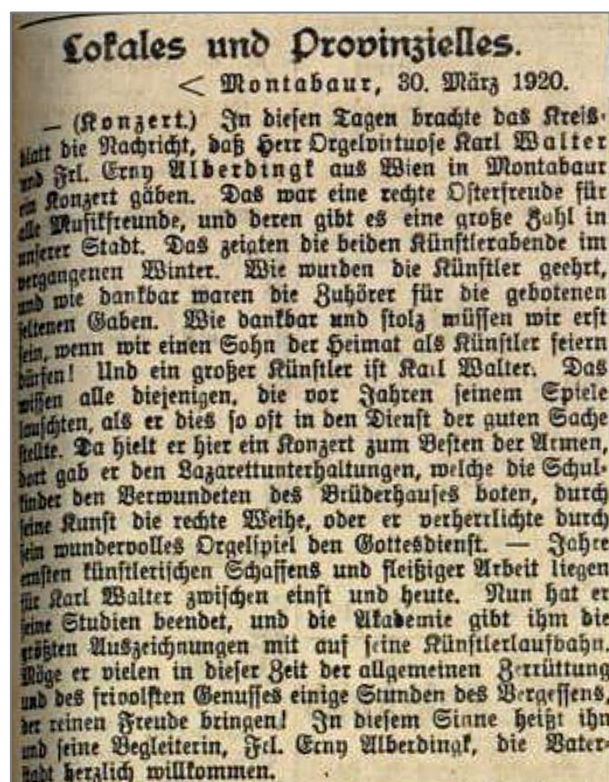 Lokales und Provinzielles.
< Montabaur, 30. März 1920.
— (Konzert.) In diesen Tagen brachte das Kreis-
blatt die Nachricht, daß Herr Orgelvirtuose Karl Walter
und Frl. Erny Alberdingk aus Wien in Montabaur
ein Konzert gäben. Das war eine rechte Osterfreude für
alle Musikfreunde, und deren gibt es eine große Zahl in
unserer Stadt. Das zeigten die beiden Künstlerabende im
vergangenen Winter. Wie wurden die Künstler geehrt,
und wie dankbar waren die Zuhörer für die gebotenen
seltenen Gaben. Wie dankbar und stolz müssen wir erst
sein, wenn wir einen Sohn der Heimat als Künstler feiern
dürfen! Und ein großer Künstler ist Karl Walter. Das
wissen alle diejenigen, die vor Jahren seinem Spiele
lauschten, als er dies so oft in den Dienst der guten Sache
stellte. Da hielt er hier ein Konzert zum Besten der Armen,
dort gab er den Lazarettunterhaltungen, welche die Schul-
kinder den Verwundeten des Brüderhauses boten, durch
seine Kunst die rechte Weihe, oder er verherrlichte durch
sein wundervolles Orgelspiel den Gottesdienst. — Jahre
ernsten künstlerischen Schaffens und fleißiger Arbeit liegen
für Karl Walter zwischen einst und heute. Nun hat er
seine Studien beendet, und die Akademie gibt ihm die
größten Auszeichnungen mit auf seine Künstlerlaufbahn.
Möge er vielen in dieser Zeit der allgemeinen Zerrüttung
und des frivolsten Genusses einige Stunden des Vergessens,
der reinen Freude bringen! In diesem Sinne heißt ihn
und seine Begleiterin, Frl. Erny Alberdingk, die Vater-
stadt herzlich willkommen.